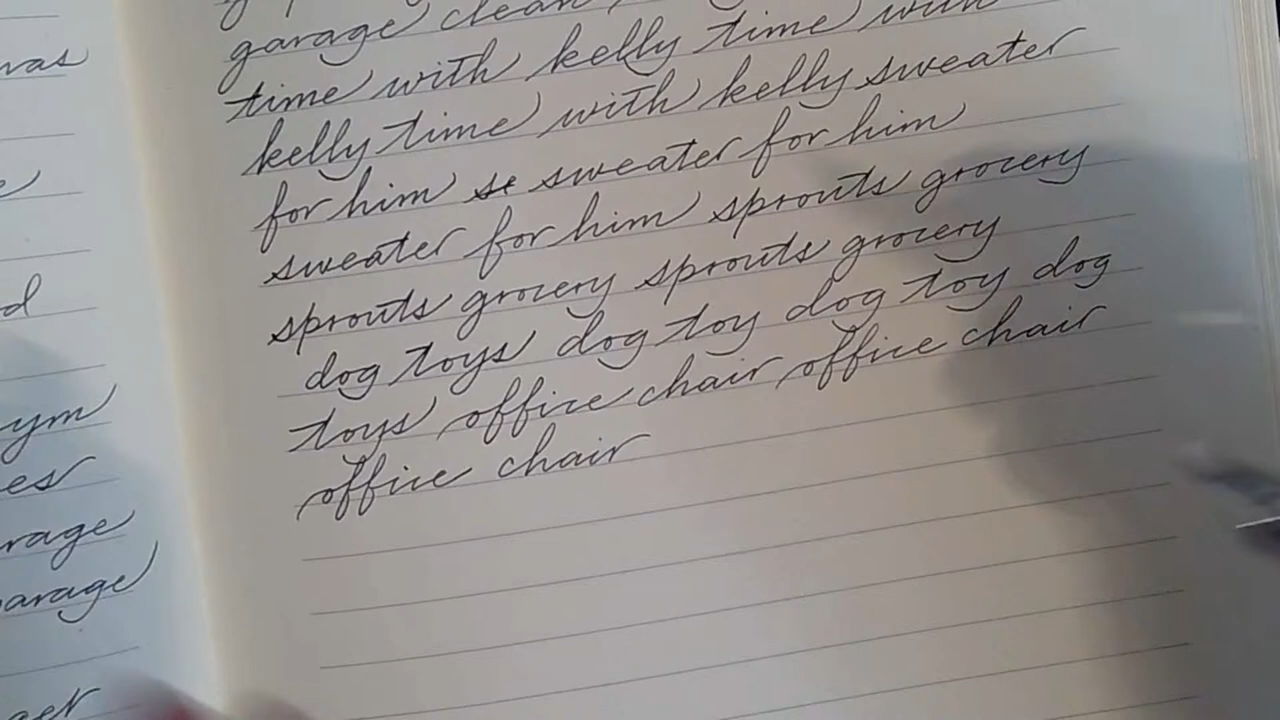 was
d
ym
es
rage
arage
garage clean
time with kelly time with
kelly time with kelly sweater
for him se sweater for him
sweater for him sprouts grocery
sprouts grocery sprouts grocery
dog toys dog toy dog toy dog
toys office chair office chair
office chair